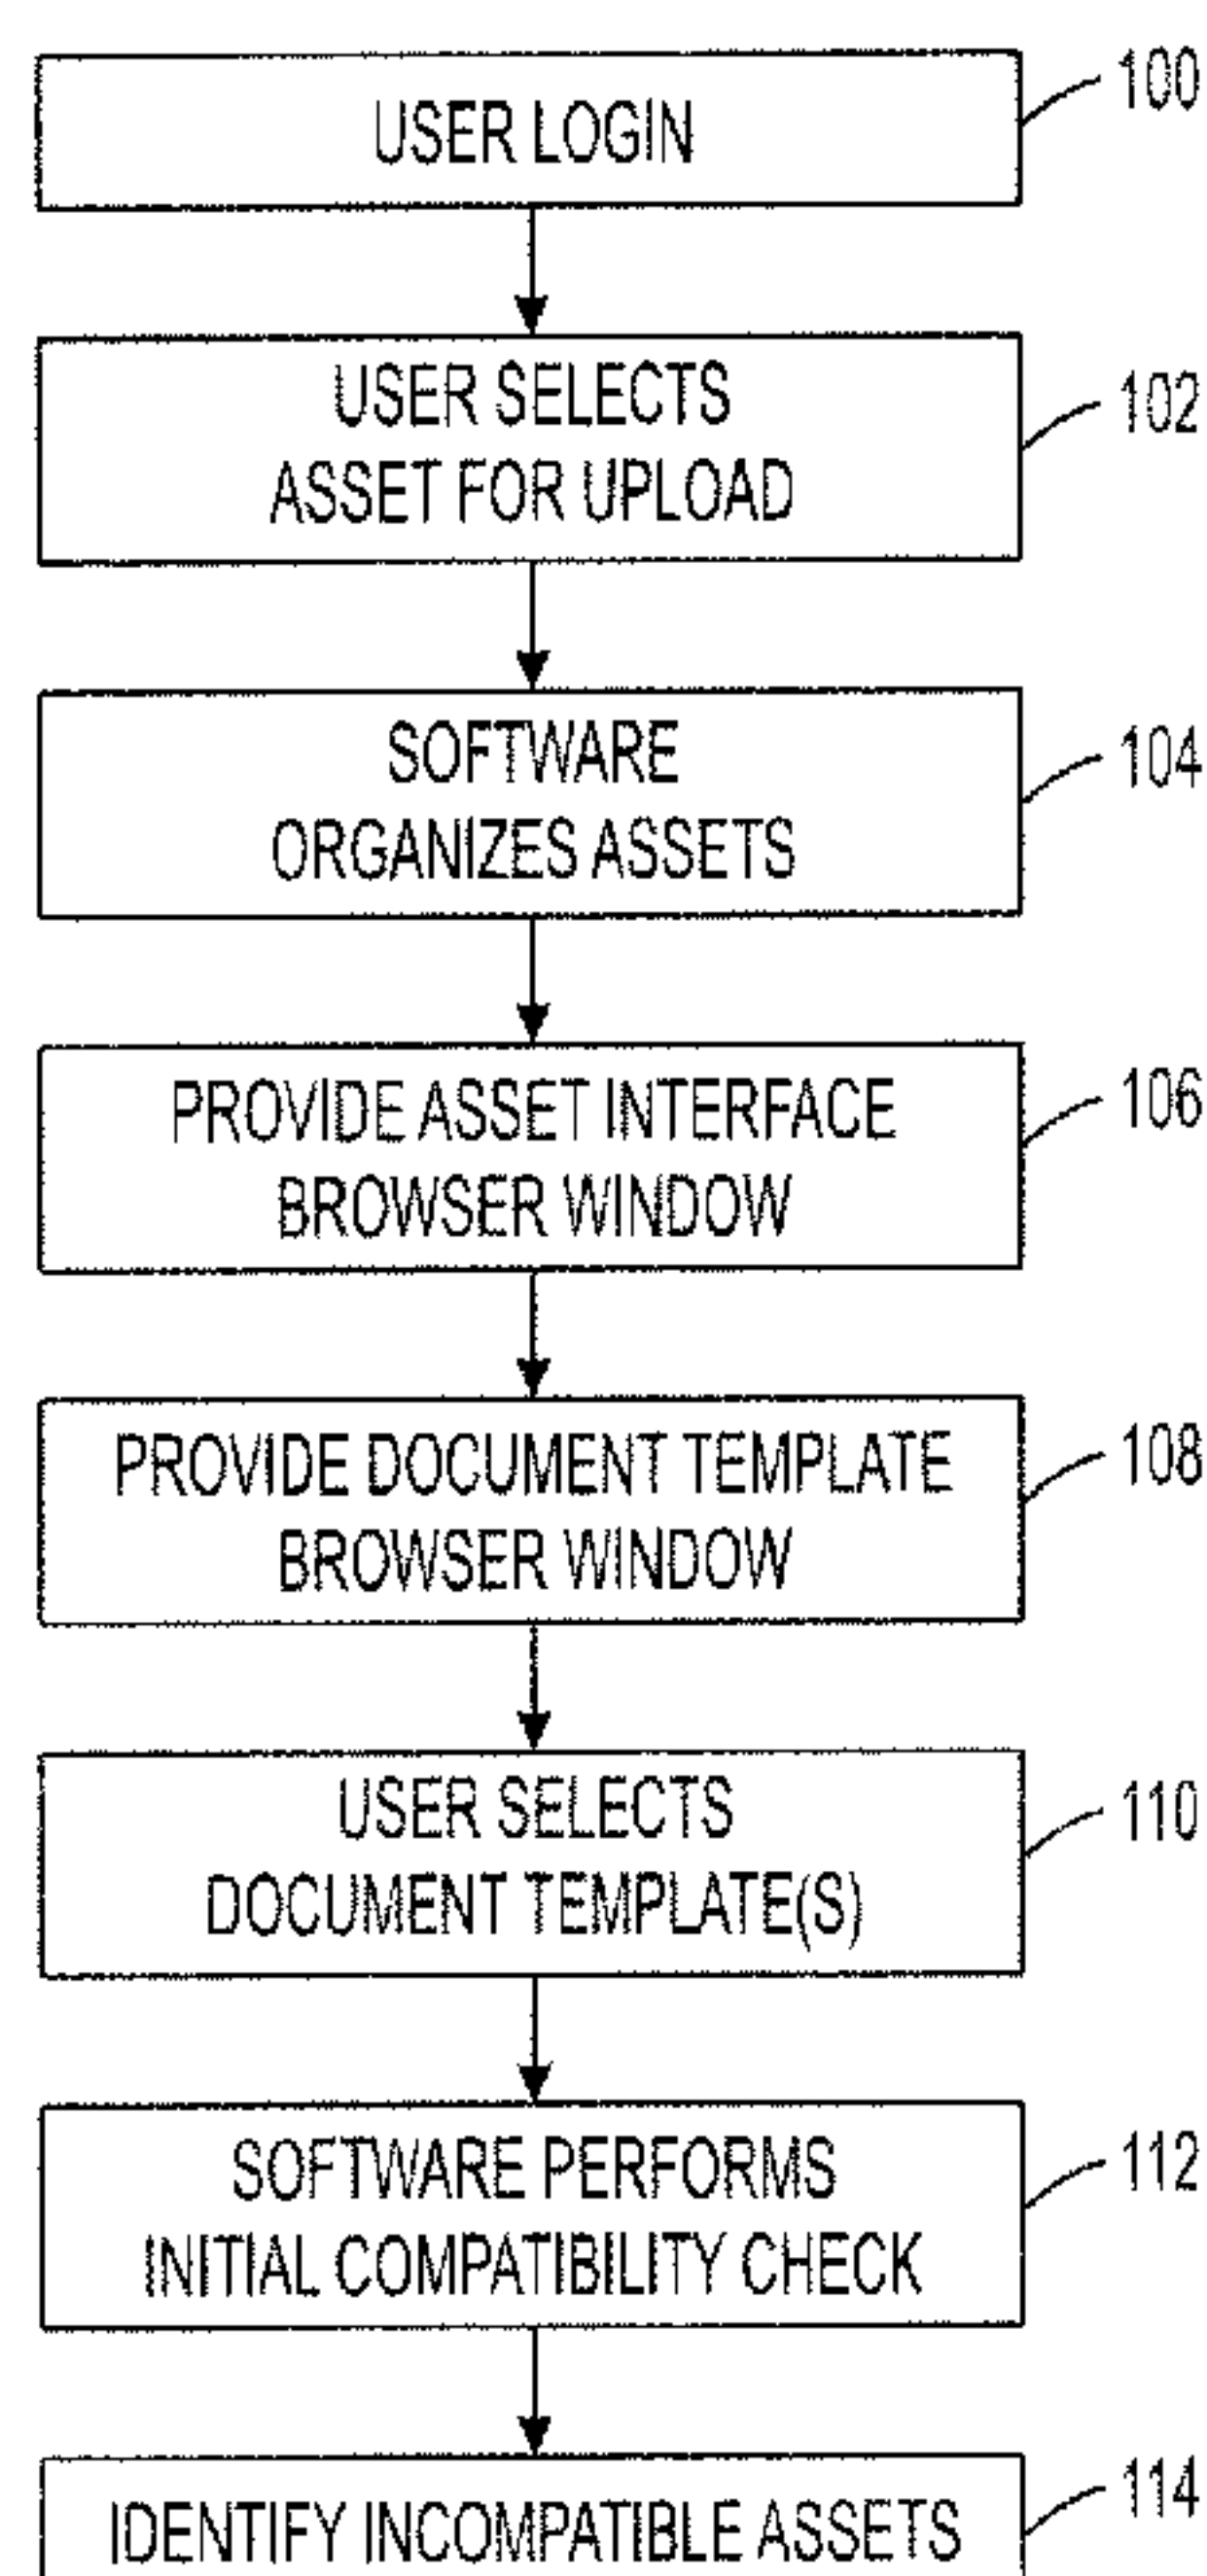 USER LOGIN
100
USER SELECTS
ASSET FOR UPLOAD
102
SOFTWARE
ORGANIZES ASSETS
104
PROVIDE ASSET INTERFACE
BROWSER WINDOW
106
PROVIDE DOCUMENT TEMPLATE
BROWSER WINDOW
108
USER SELECTS
DOCUMENT TEMPLATE(S)
110
SOFTWARE PERFORMS
INITIAL COMPATIBILITY CHECK
112
IDENTIFY INCOMPATIBLE ASSETS
114